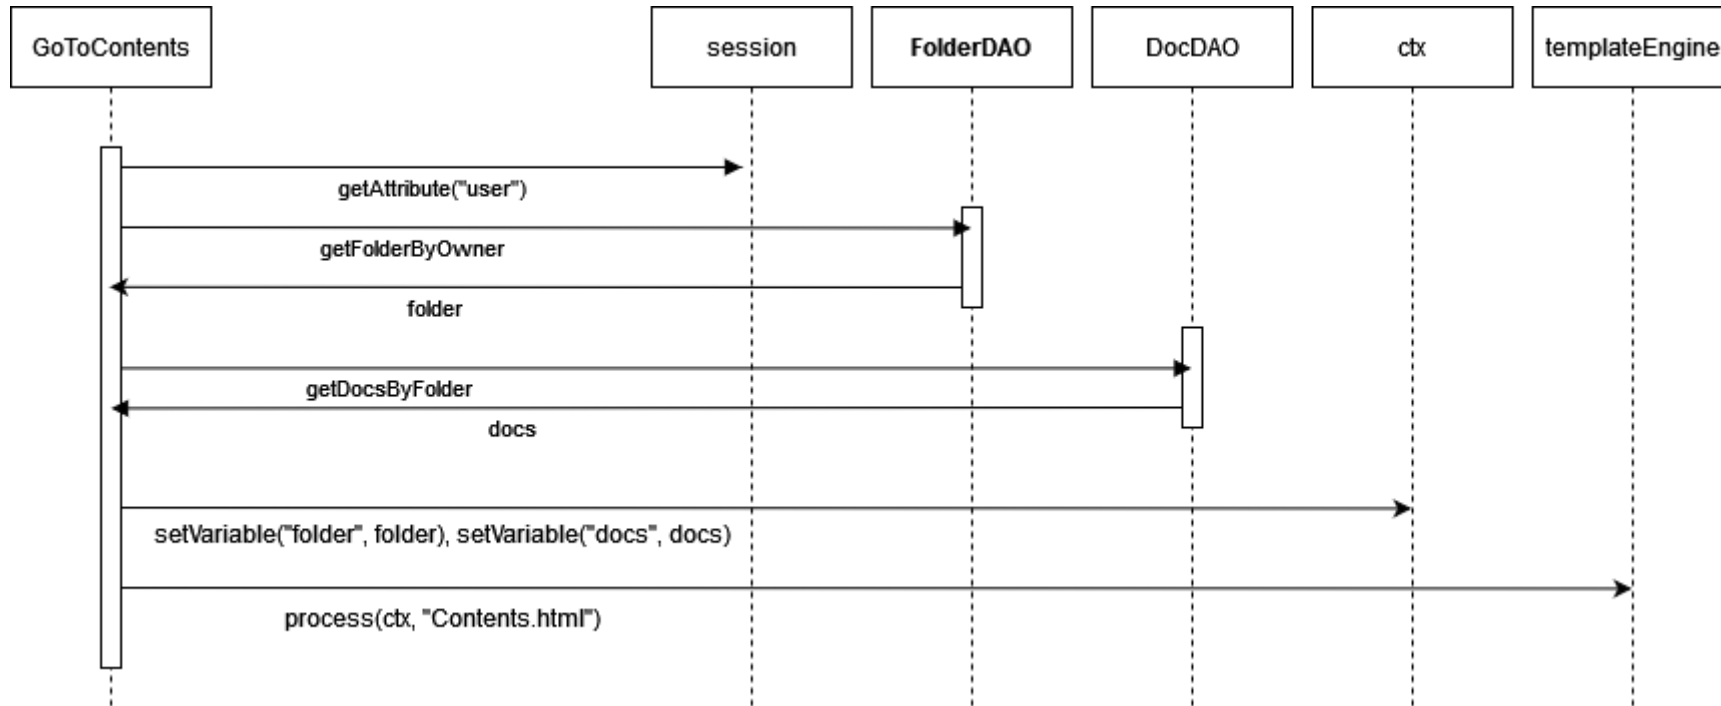 GoToContents
session
FolderDAO
DocDAO
ctx
templateEngine
getAttribute("user")
getFolderByOwner
folder
getDocsByFolder
docs
setVariable("folder", folder), setVariable("docs", docs)
process(ctx, "Contents.html")